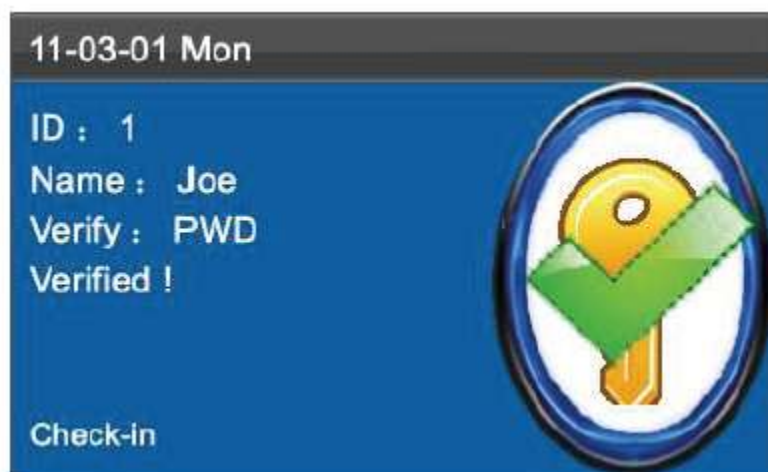 11-03-01 Mon
ID： 1
Name： Joe
Verify： PWD
Verified !
Check-in